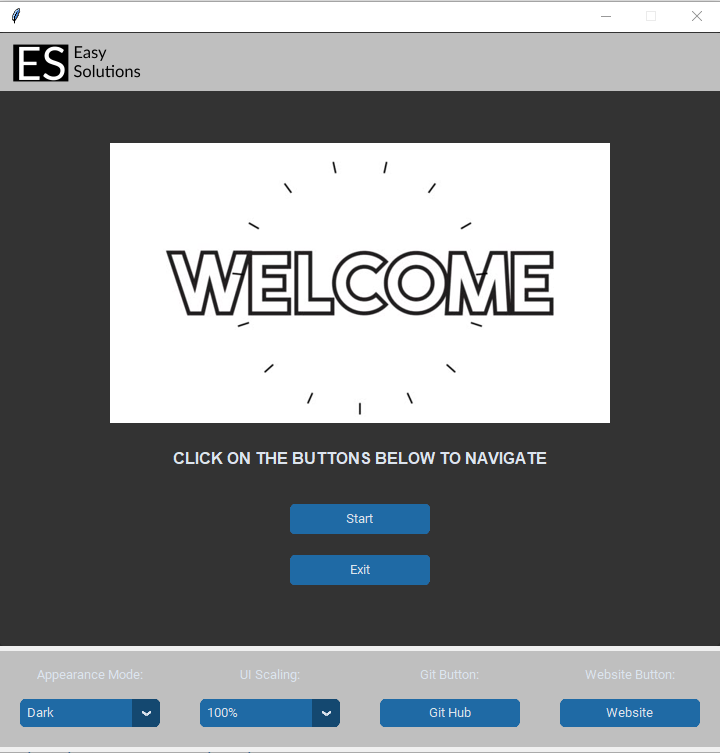 ES Easy
Solutions
WELCOME
CLICK ON THE BUTTONS BELOW TO NAVIGATE
Start
Exit
Appearance Mode: UI Scaling: Git Button: Website Button:
Dark 100% Git Hub Website